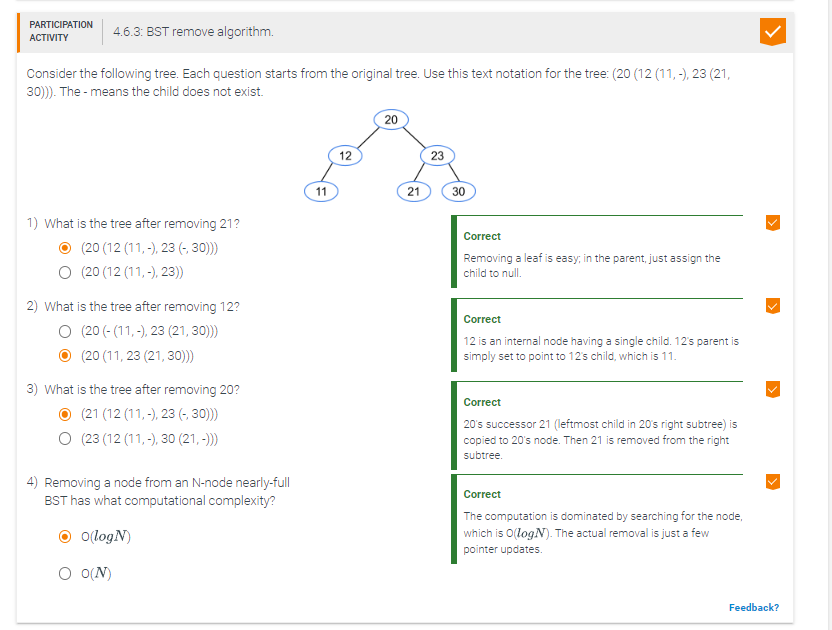 PARTICIPATION
ACTIVITY
4.6.3: BST remove algorithm.
Consider the following tree. Each question starts from the original tree. Use this text notation for the tree: (20 (12 (11, -), 23 (21,
30))). The - means the child does not exist.
20
12
23
11
21
30
1) What is the tree after removing 21?
(20 (12 (11, -), 23 (-, 30)))
(20 (12 (11, -), 23))
Correct
Removing a leaf is easy; in the parent, just assign the
child to null.
2) What is the tree after removing 12?
(20 (- (11, -), 23 (21, 30)))
(20 (11, 23 (21, 30)))
Correct
12 is an internal node having a single child. 12's parent is
simply set to point to 12's child, which is 11.
3) What is the tree after removing 20?
(21 (12 (11, -), 23 (-, 30)))
(23 (12 (11, -), 30 (21, -)))
Correct
20's successor 21 (leftmost child in 20's right subtree) is
copied to 20's node. Then 21 is removed from the right
subtree.
4) Removing a node from an N-node nearly-full
BST has what computational complexity?
O(logN)
O(N)
Correct
The computation is dominated by searching for the node,
which is O(logN). The actual removal is just a few
pointer updates.
Feedback?